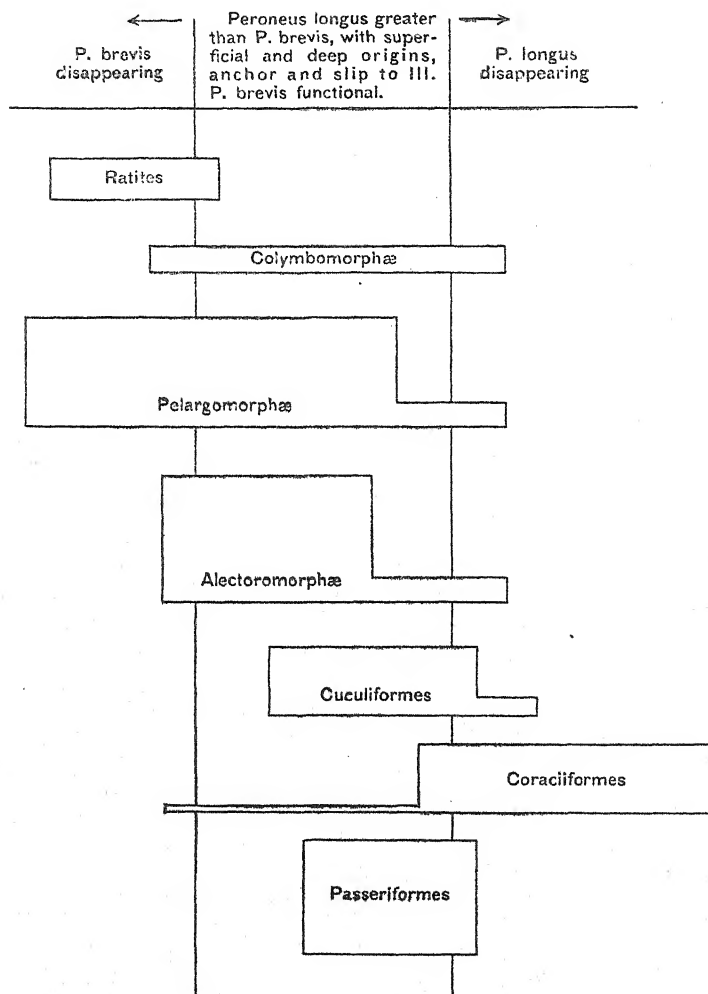 P. brevis
disappearing
Peroneus longus greater
than P. brevis, with super-
ficial and deep origins,
anchor and slip to III.
P. brevis functional.
P. longus
disappearing
Ratites
Colymbomorphæ
Pelargomorphæ
Alectoromorphæ
Cuculiformes
Coraciiformes
Passeriformes